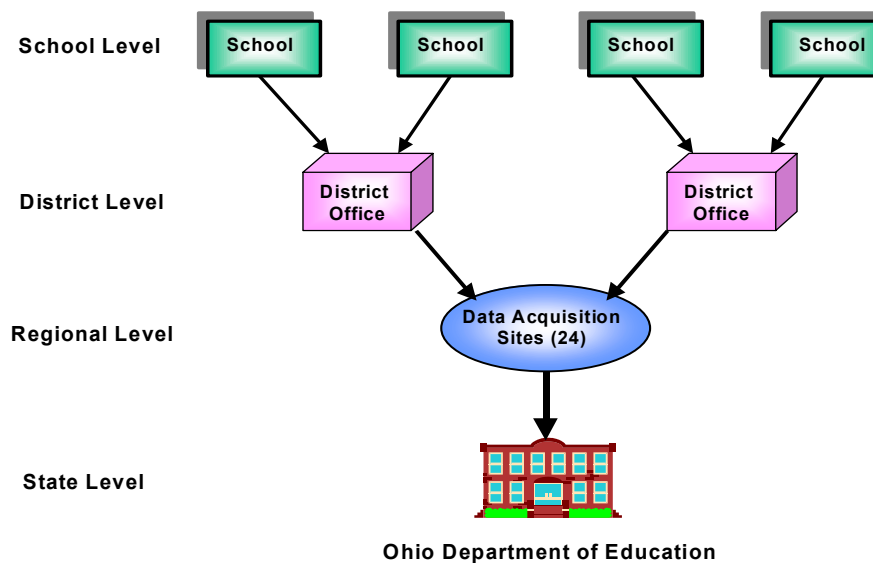 School Level
School
School
School
School
District Level
District
Office
District
Office
Regional Level
Data Acquisition
Sites (24)
State Level
Ohio Department of Education